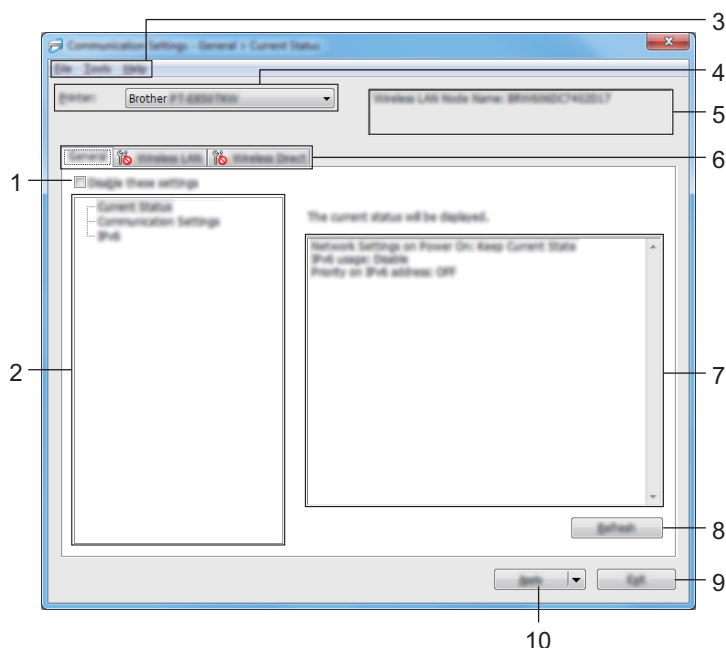 3
Communication Settings - General > Current Status
File Tools Help
4
Printer: Brother
Wireless LAN Node Name:
5
General Wireless LAN Wireless Direct
6
1
Disable these settings
Current Status
Communication Settings
IPv6
The current status will be displayed.
Network Settings on Power On: Keep Current State
IPv6 usage: Disable
Priority on IPv6 address: OFF
2
7
Refresh
8
Apply
Exit
9
10